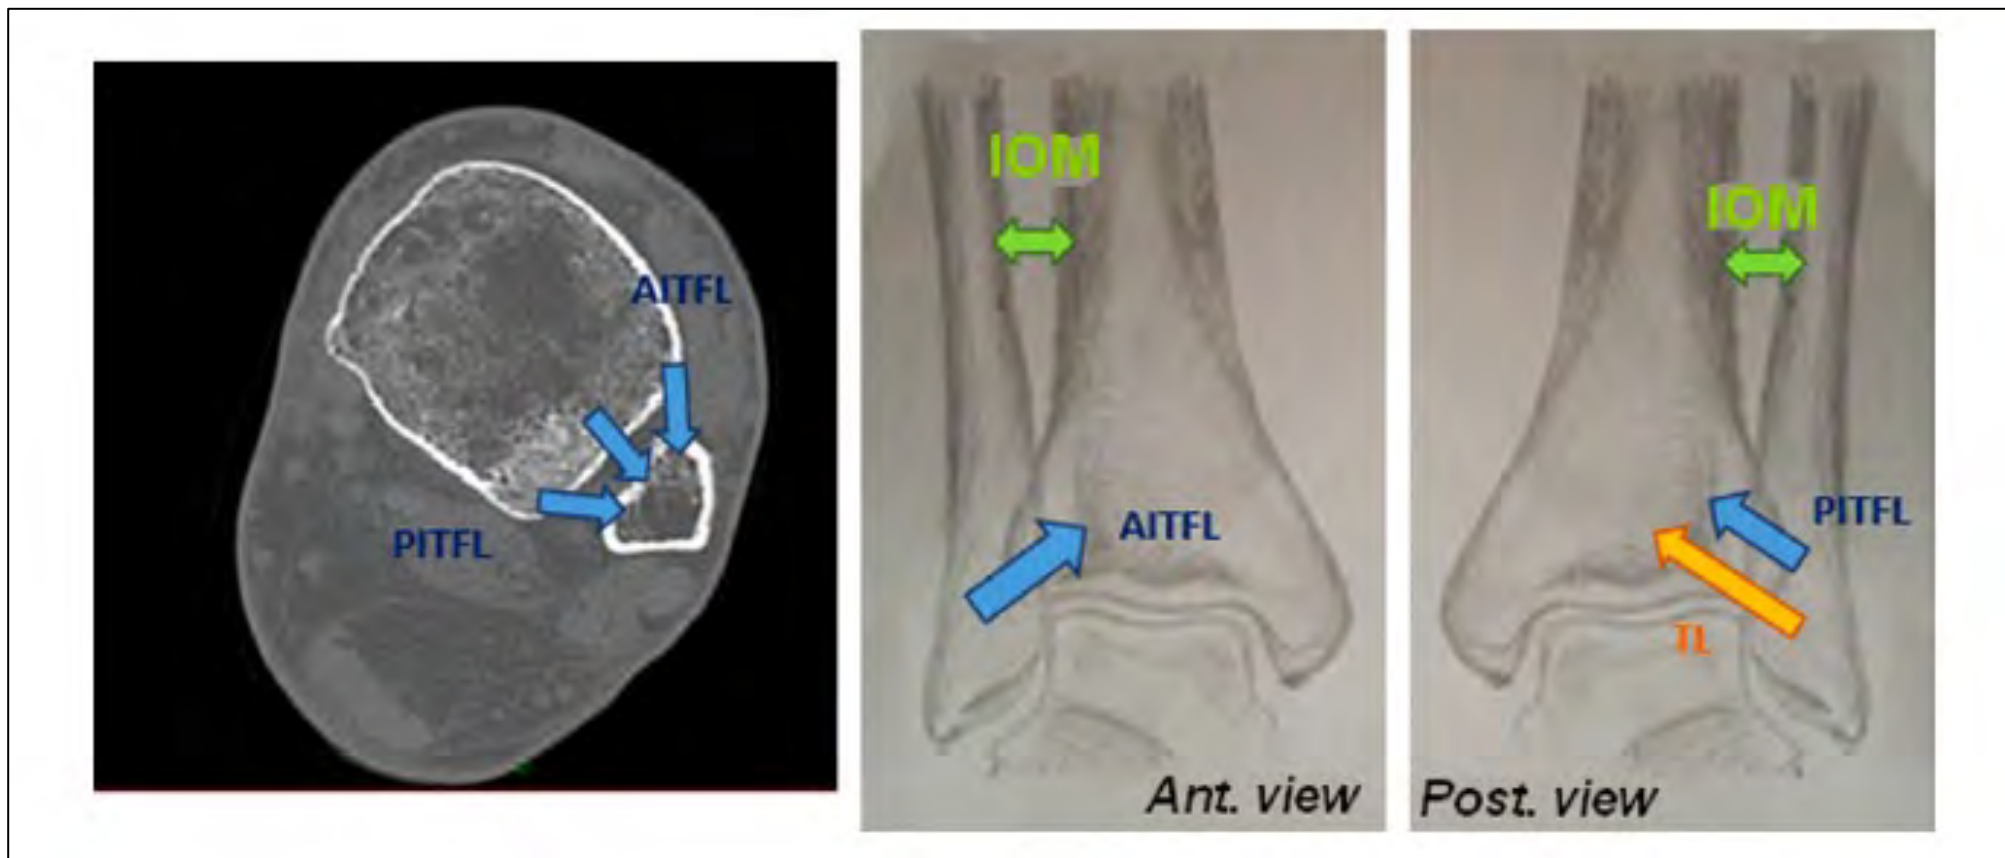 AITFL
PITFL
IOM
AITFL
Ant. view
IOM
PITFL
TL
Post. view